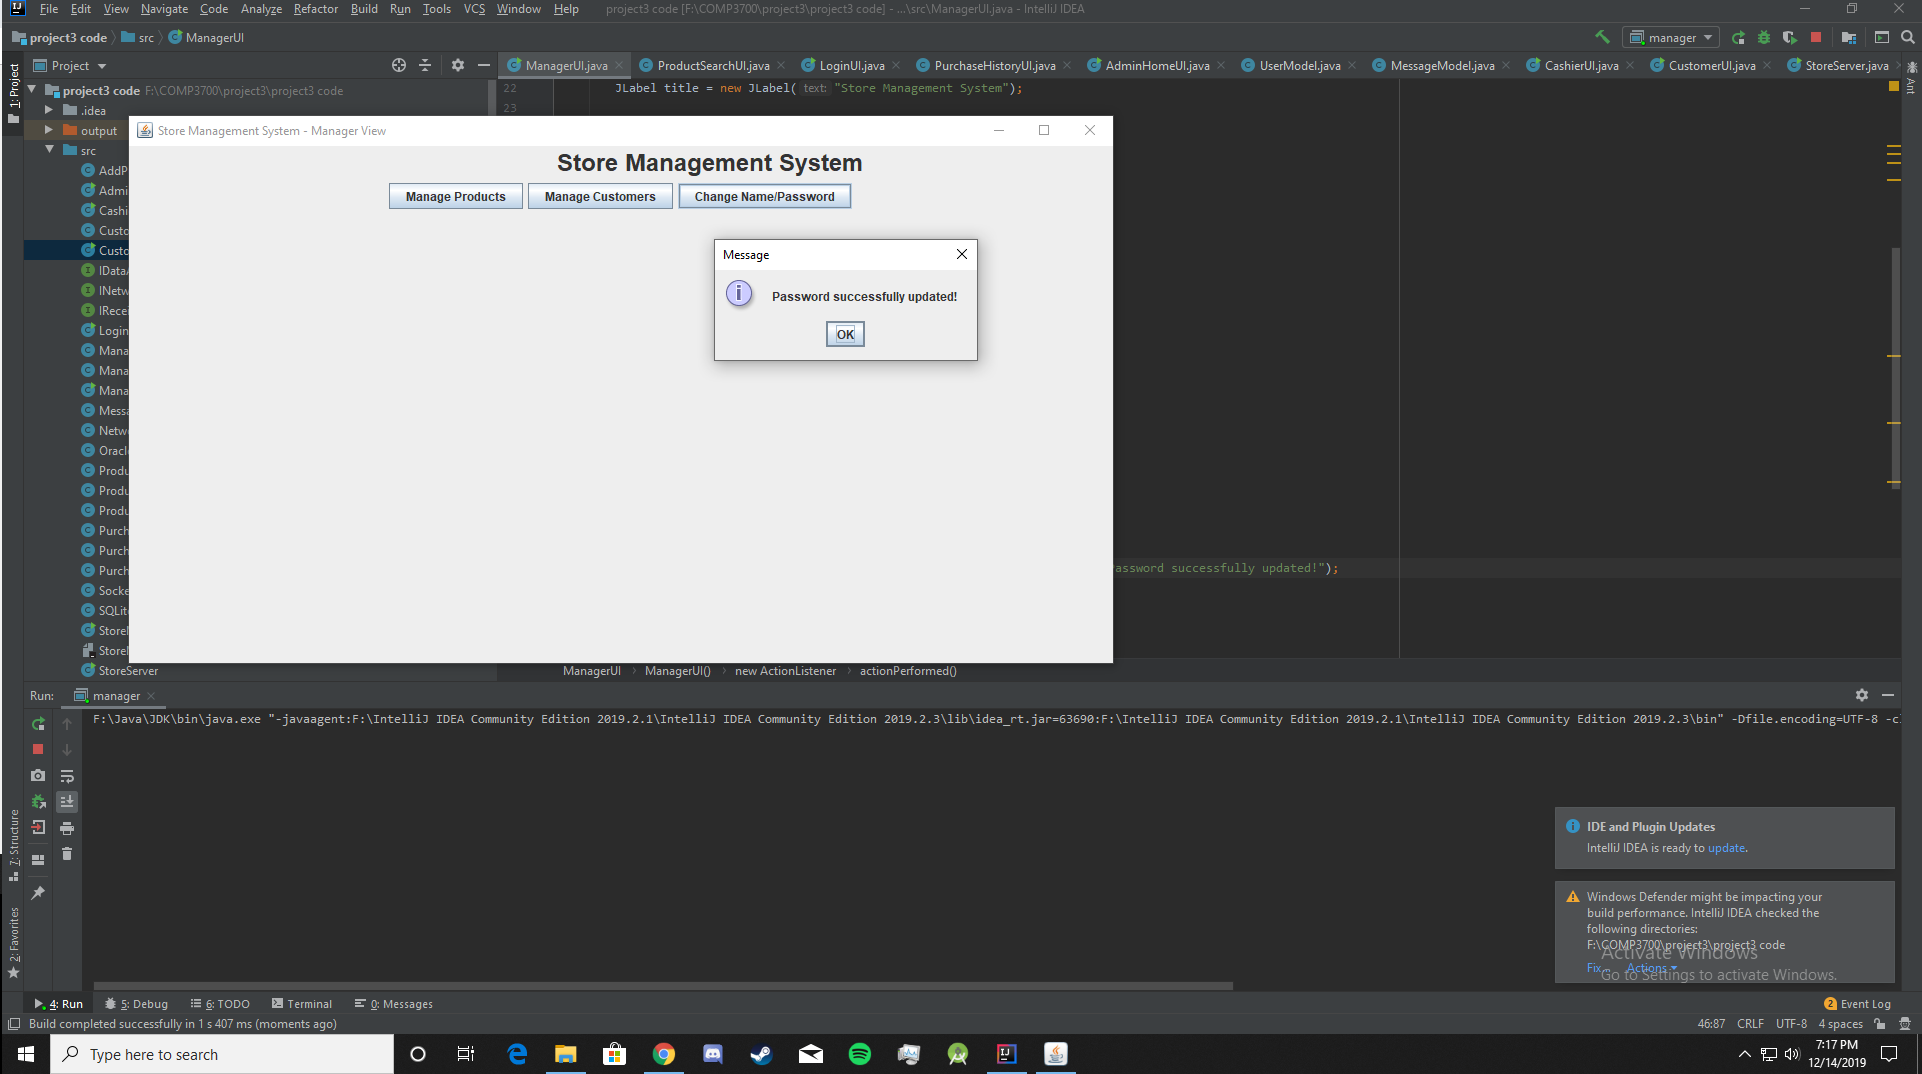 File Edit View Navigate Code Analyze Refactor Build Run Tools VCS Window Help project3 code [F:\COMP3700\project3\project3 code] - ...\src\ManagerUI.java - IntelliJ IDEA
project3 code src ManagerUI manager
1: Project
Project
ManagerUI.java ProductSearchUI.java LoginUI.java PurchaseHistoryUI.java AdminHomeUI.java UserModel.java MessageModel.java CashierUI.java CustomerUI.java StoreServer.java
Ant
project3 code F:\COMP3700\project3\project3 code
22 JLabel title = new JLabel( text: "Store Management System");
23
.idea
output
src
AddP
Admi
Cashi
Custo
Custo
IData
INetw
IRecei
Login
Mana
Mana
Mana
Messa
Netw
Oracl
Produ
Produ
Produ
Purch
Purch
Purch
Socke
SQLit
Store
Store
StoreServer
Store Management System - Manager View
Store Management System
Manage Products Manage Customers Change Name/Password
Message
Password successfully updated!
OK
assword successfully updated!");
ManagerUI ManagerUI() new ActionListener actionPerformed()
Run: manager
F:\Java\JDK\bin\java.exe "-javaagent:F:\IntelliJ IDEA Community Edition 2019.2.1\IntelliJ IDEA Community Edition 2019.2.3\lib\idea_rt.jar=63690:F:\IntelliJ IDEA Community Edition 2019.2.1\IntelliJ IDEA Community Edition 2019.2.3\bin" -Dfile.encoding=UTF-8 -cl
7: Structure
2: Favorites
IDE and Plugin Updates
IntelliJ IDEA is ready to update.
Windows Defender might be impacting your
build performance. IntelliJ IDEA checked the
following directories:
F:\COMP3700\project3\project3 code
Fix... Actions
Activate Windows
Go to Settings to activate Windows.
4: Run 5: Debug 6: TODO Terminal 0: Messages 2 Event Log
Build completed successfully in 1 s 407 ms (moments ago) 46:87 CRLF UTF-8 4 spaces
Type here to search
7:17 PM
12/14/2019